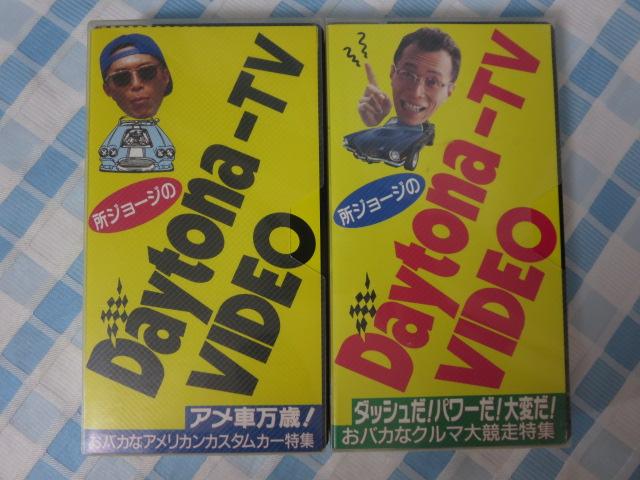 所ジョージの
Daytona-TV
VIDEO
アメ車万歳!
おバカなアメリカンカスタムカー特集
所ジョージの
Daytona-TV
VIDEO
ダッシュだ!パワーだ!大変だ!
おバカなクルマ大競走特集